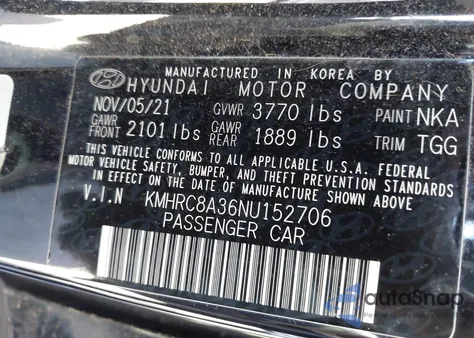 MANUFACTURED IN KOREA BY
HYUNDAI MOTOR COMPANY
NOV/05/21 GVWR 3770 lbs PAINT NKA
GAWR FRONT 2101 lbs GAWR REAR 1889 lbs TRIM TGG
THIS VEHICLE CONFORMS TO ALL APPLICABLE U.S.A. FEDERAL
MOTOR VEHICLE SAFETY, BUMPER, AND THEFT PREVENTION
STANDARDS IN EFFECT ON THE DATE OF MANUFACTURE SHOWN ABOVE
V.I.N KMHRC8A36NU152706
PASSENGER CAR
autoSnap